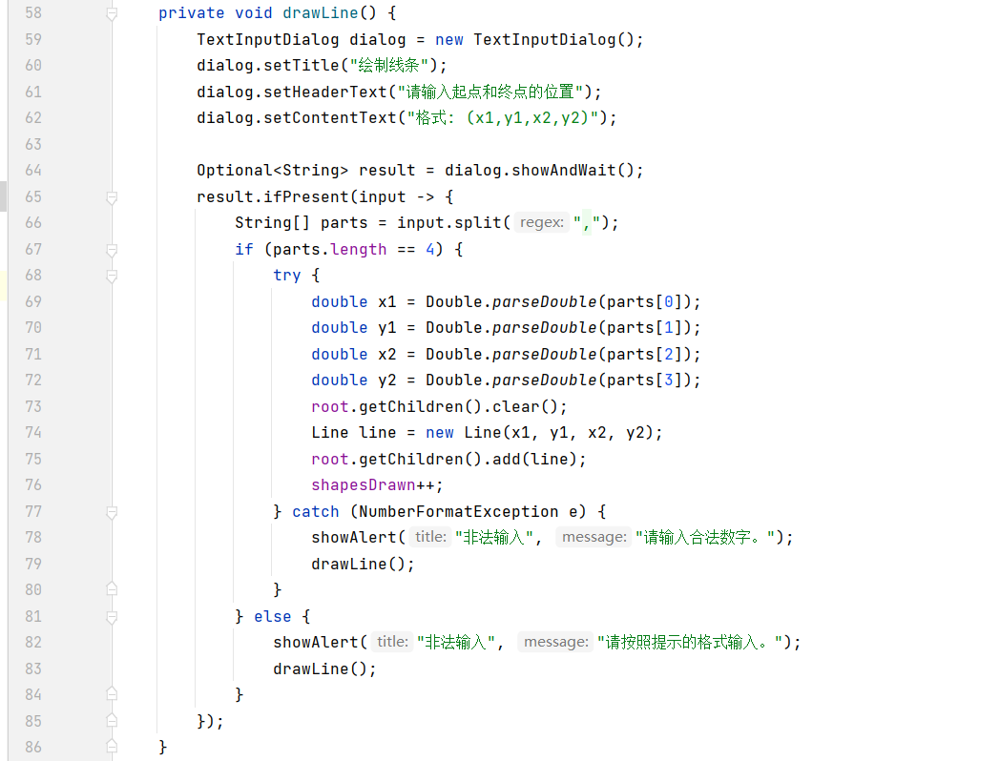 58 private void drawLine() {
59 TextInputDialog dialog = new TextInputDialog();
60 dialog.setTitle("绘制线条");
61 dialog.setHeaderText("请输入起点和终点的位置");
62 dialog.setContentText("格式: (x1,y1,x2,y2)");
63
64 Optional<String> result = dialog.showAndWait();
65 result.ifPresent(input -> {
66 String[] parts = input.split( regex: ",");
67 if (parts.length == 4) {
68 try {
69 double x1 = Double.parseDouble(parts[0]);
70 double y1 = Double.parseDouble(parts[1]);
71 double x2 = Double.parseDouble(parts[2]);
72 double y2 = Double.parseDouble(parts[3]);
73 root.getChildren().clear();
74 Line line = new Line(x1, y1, x2, y2);
75 root.getChildren().add(line);
76 shapesDrawn++;
77 } catch (NumberFormatException e) {
78 showAlert( title: "非法输入", message: "请输入合法数字。");
79 drawLine();
80 }
81 } else {
82 showAlert( title: "非法输入", message: "请按照提示的格式输入。");
83 drawLine();
84 }
85 });
86 }